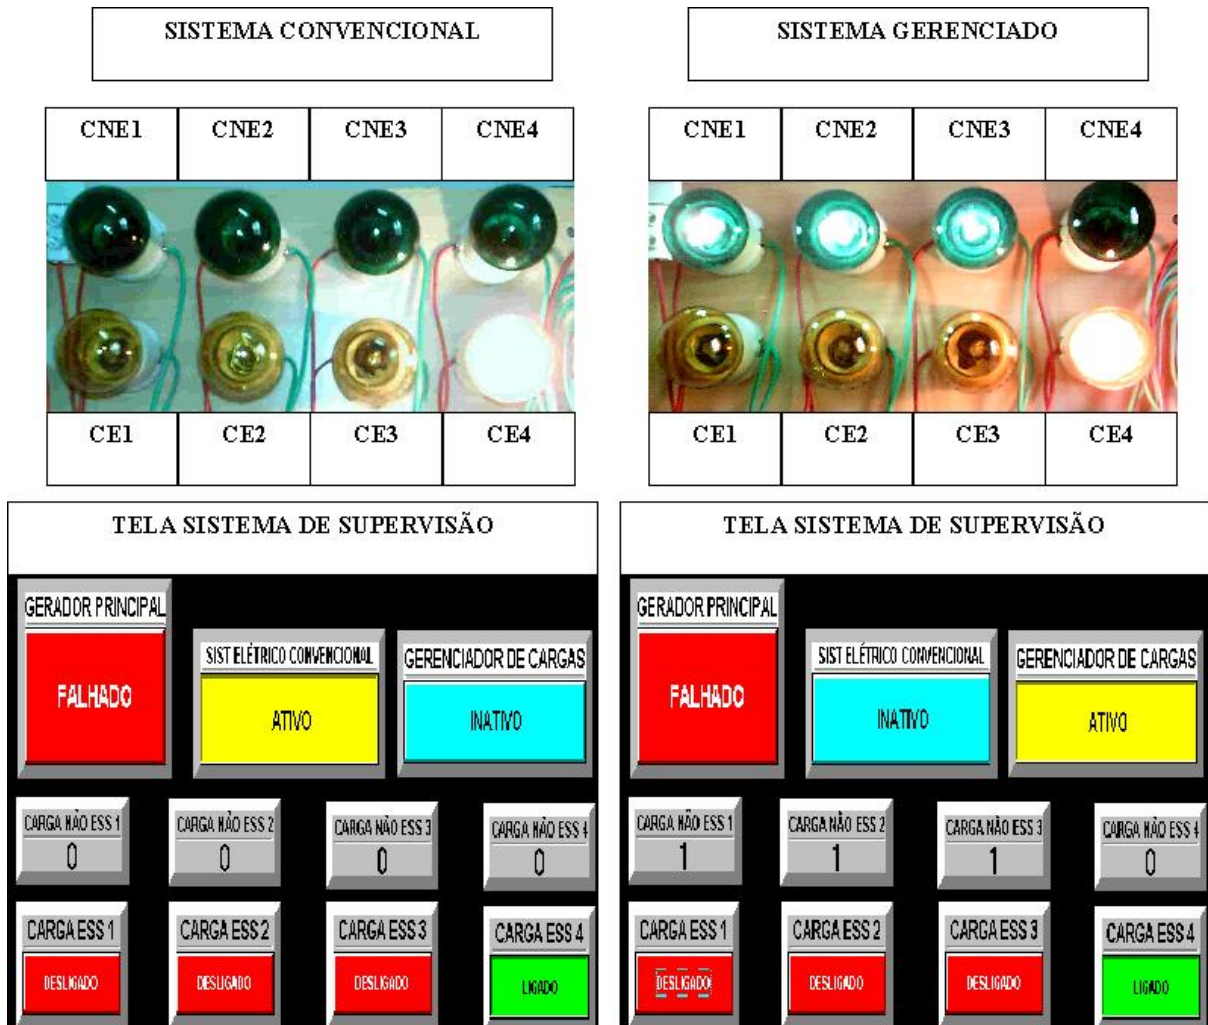 SISTEMA CONVENCIONAL
SISTEMA GERENCIADO
CNE1 CNE2 CNE3 CNE4
CNE1 CNE2 CNE3 CNE4
CE1 CE2 CE3 CE4
CE1 CE2 CE3 CE4
TELA SISTEMA DE SUPERVISÃO
GERADOR PRINCIPAL
FALHADO
SIST ELÉTRICO CONVENCIONAL
ATIVO
GERENCIADOR DE CARGAS
INATIVO
CARGA NÃO ESS 1
0
CARGA NÃO ESS 2
0
CARGA NÃO ESS 3
0
CARGA NÃO ESS 4
0
CARGA ESS 1
DESLIGADO
CARGA ESS 2
DESLIGADO
CARGA ESS 3
DESLIGADO
CARGA ESS 4
LIGADO
TELA SISTEMA DE SUPERVISÃO
GERADOR PRINCIPAL
FALHADO
SIST ELÉTRICO CONVENCIONAL
INATIVO
GERENCIADOR DE CARGAS
ATIVO
CARGA NÃO ESS 1
1
CARGA NÃO ESS 2
1
CARGA NÃO ESS 3
1
CARGA NÃO ESS 4
0
CARGA ESS 1
DESLIGADO
CARGA ESS 2
DESLIGADO
CARGA ESS 3
DESLIGADO
CARGA ESS 4
LIGADO